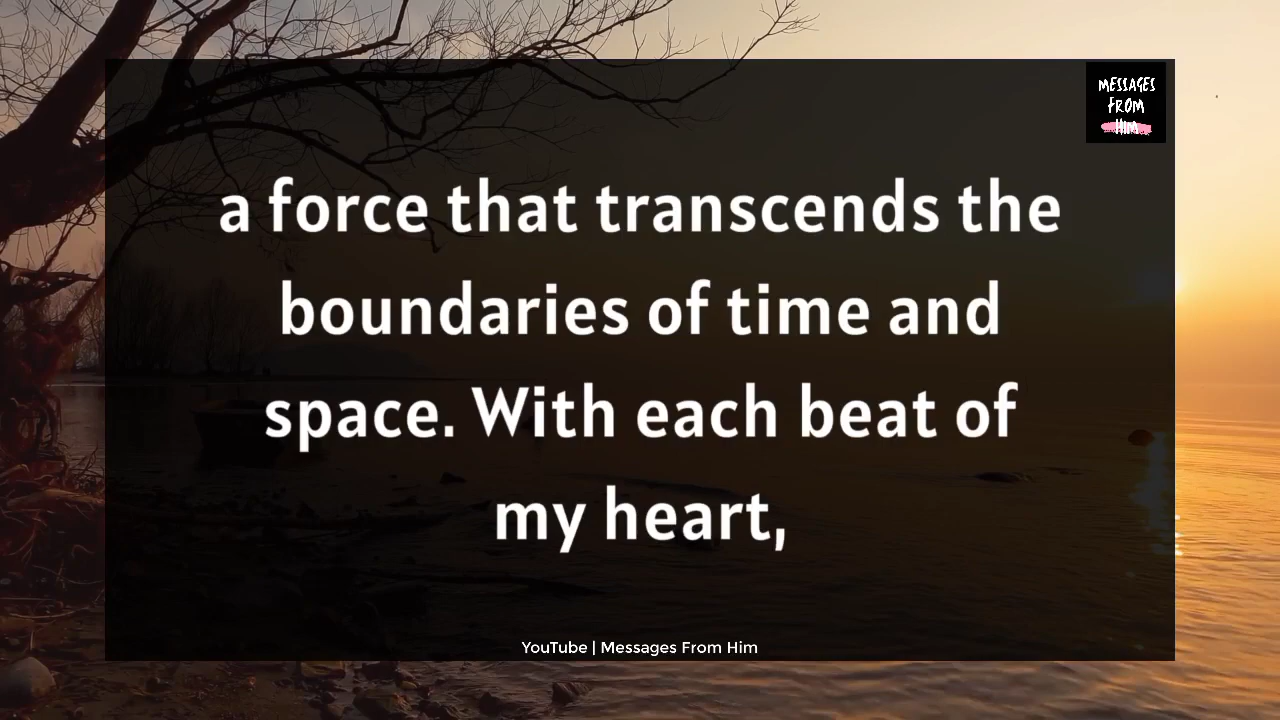 MESSAGES
FROM
HIM
a force that transcends the
boundaries of time and
space. With each beat of
my heart,
YouTube | Messages From Him